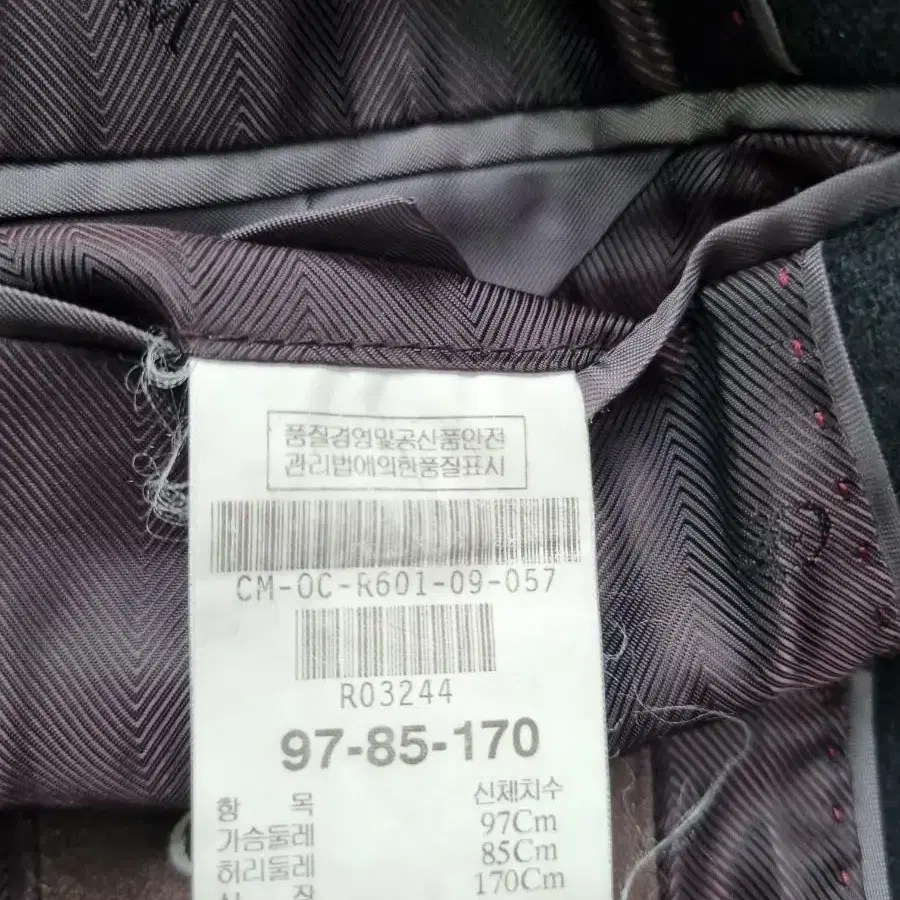 품질경영및공산품안전
관리법에의한품질표시
CM-OC-R601-09-057
R03244
97-85-170
항 목 신체치수
가슴둘레 97Cm
허리둘레 85Cm
신 장 170Cm